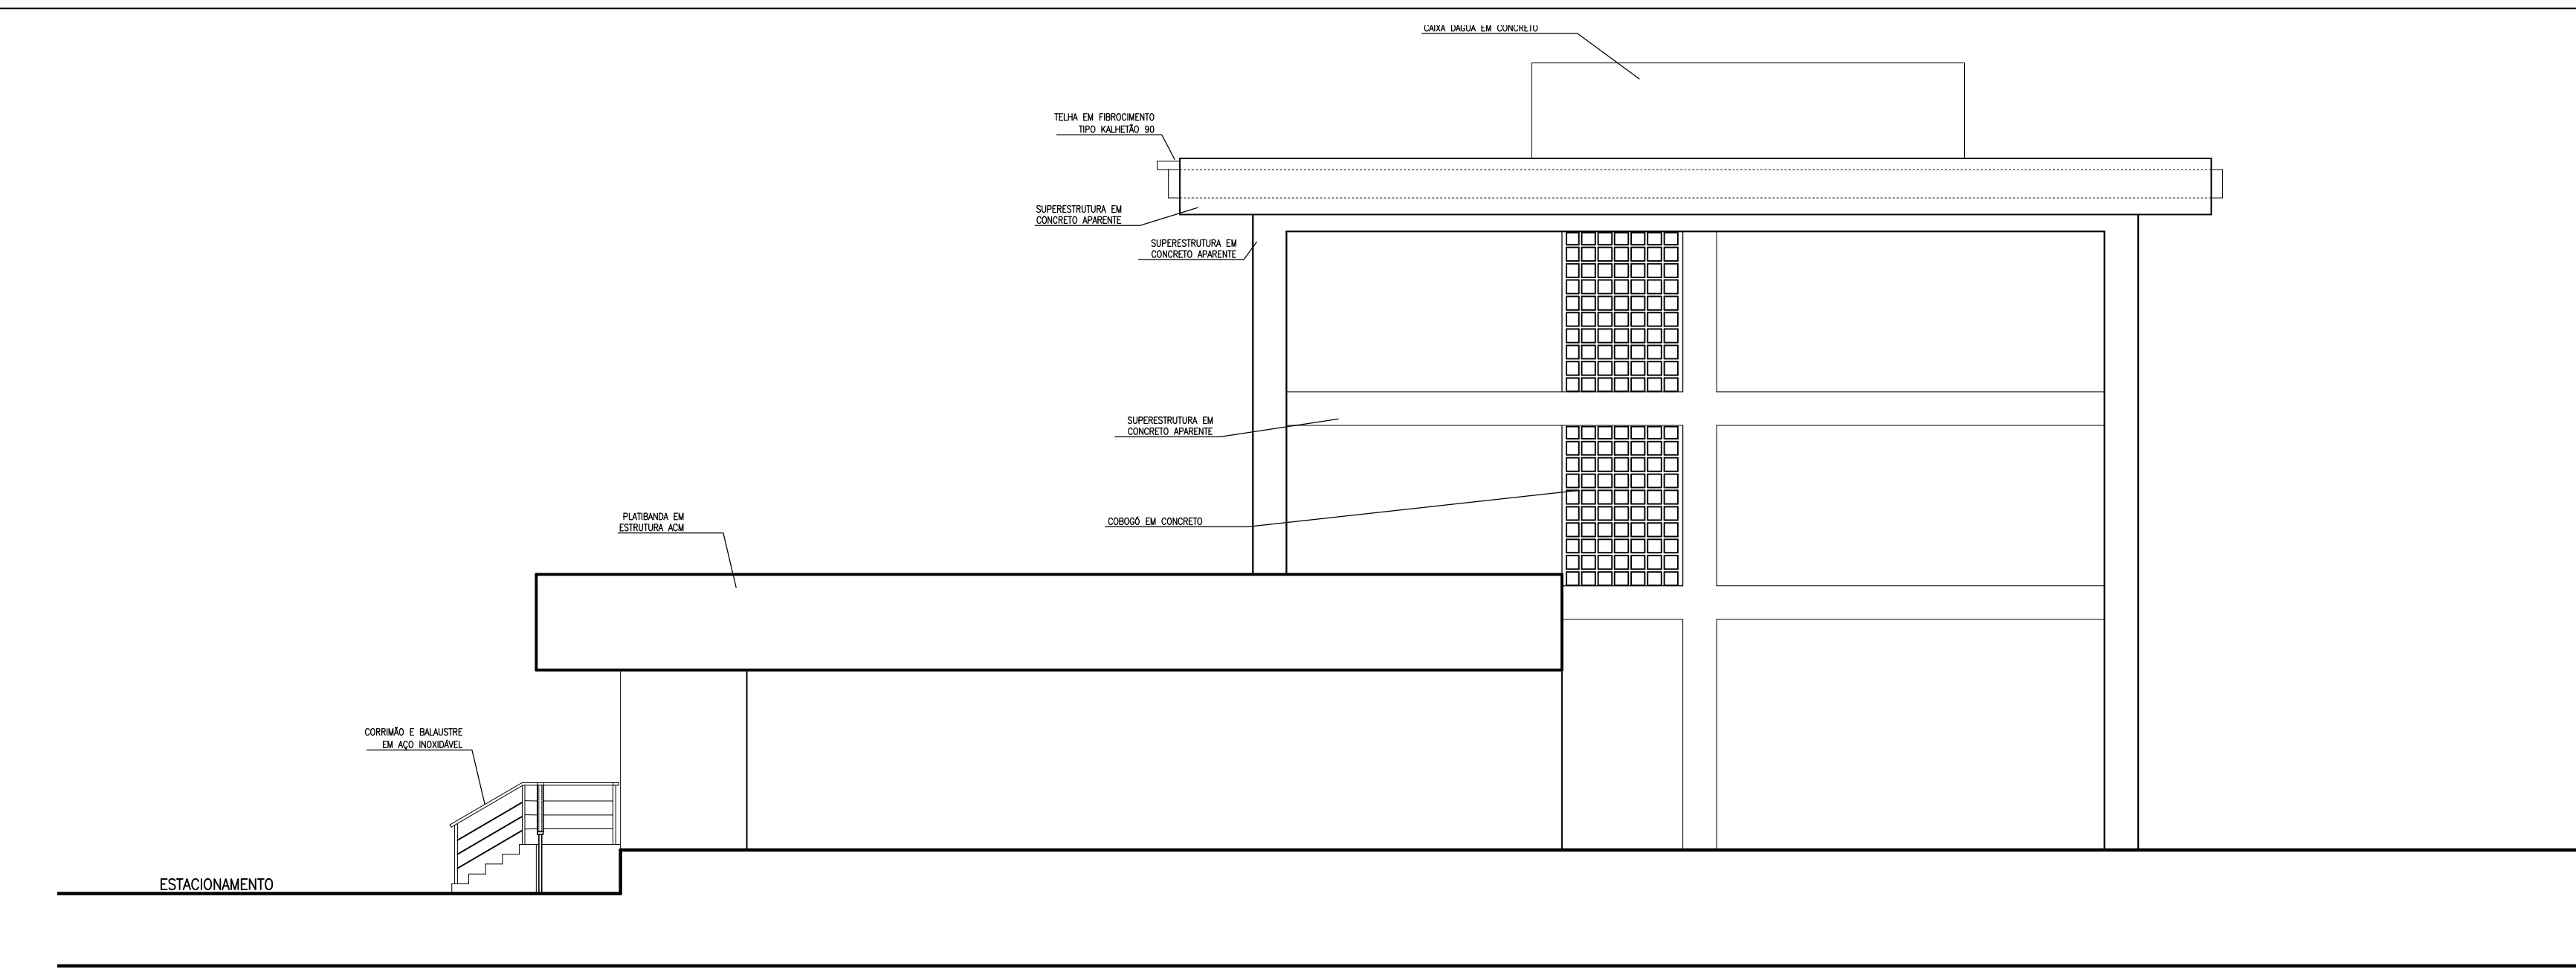 CAIXA DAGUA EM CONCRETO
TELHA EM FIBROCIMENTO
TIPO KALHETÃO 90
SUPERESTRUTURA EM
CONCRETO APARENTE
SUPERESTRUTURA EM
CONCRETO APARENTE
SUPERESTRUTURA EM
CONCRETO APARENTE
PLATIBANDA EM
ESTRUTURA ACM
COBOGÓ EM CONCRETO
CORRIMÃO E BALAUSTRE
EM AÇO INOXIDÁVEL
ESTACIONAMENTO